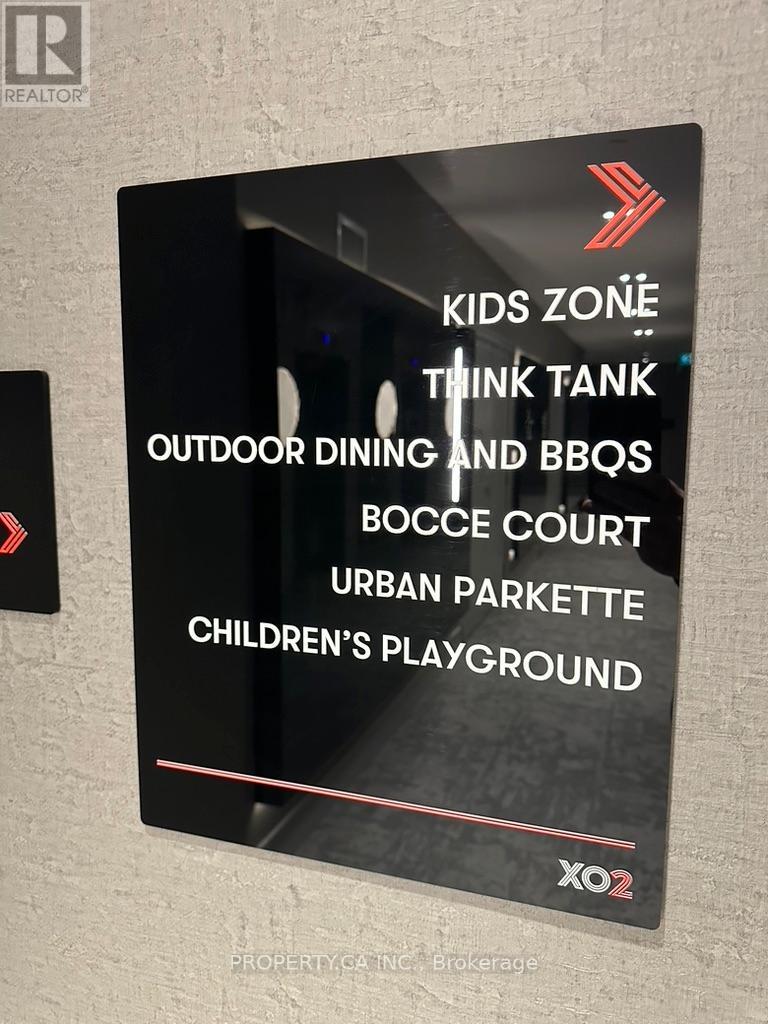 REALTOR®
KIDS ZONE
THINK TANK
OUTDOOR DINING AND BBQS
BOCCE COURT
URBAN PARKETTE
CHILDREN'S PLAYGROUND
XO2
PROPERTY.CA INC., Brokerage